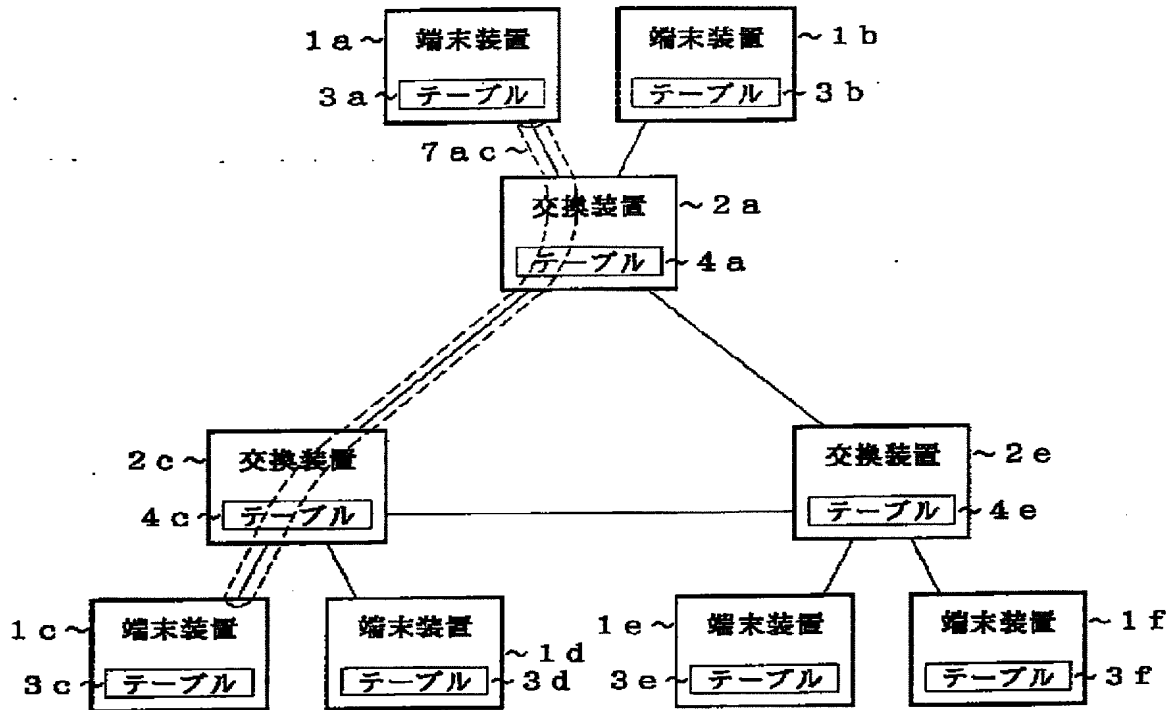 1a~ 端末装置 端末装置 ~1b
3a~ テーブル テーブル ~3b
7ac~
交換装置 ~2a
テーブル ~4a
2c~ 交換装置 交換装置 ~2e
4c~ テーブル テーブル ~4e
1c~ 端末装置 端末装置 ~1d 1e~ 端末装置 端末装置 ~1f
3c~ テーブル テーブル ~3d 3e~ テーブル テーブル ~3f